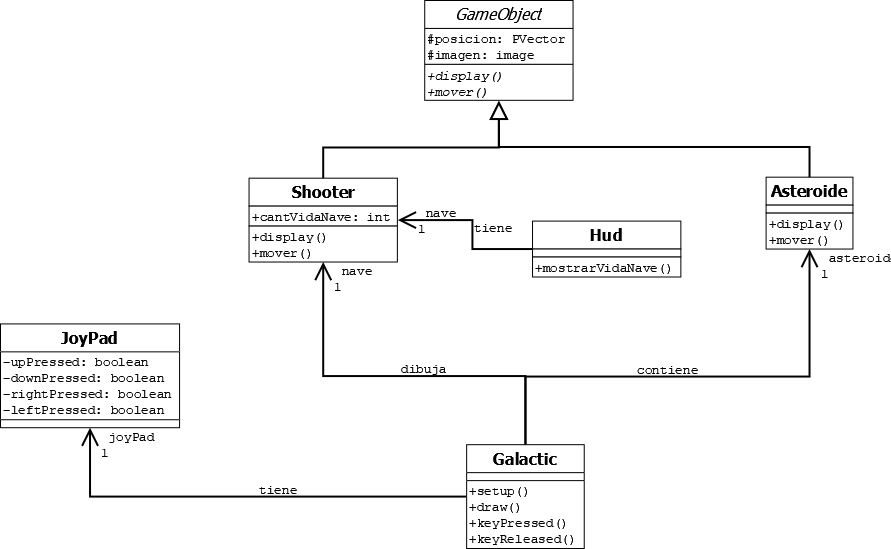 GameObject
#posicion: PVector
#imagen: image
+display()
+mover()
Shooter
+cantVidaNave: int
+display()
+mover()
nave
1
tiene
Hud
+mostrarVidaNave()
Asteroide
+display()
+mover()
nave
1
asteroid
1
JoyPad
-upPressed: boolean
-downPressed: boolean
-rightPressed: boolean
-leftPressed: boolean
dibuja
contiene
joyPad
1
tiene
Galactic
+setup()
+draw()
+keyPressed()
+keyReleased()